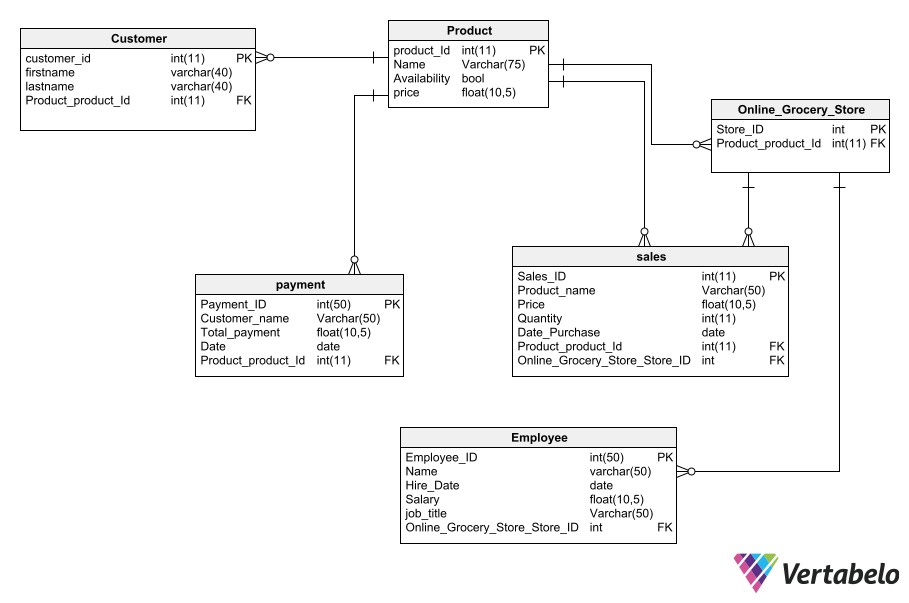 Customer
customer_id int(11) PK
firstname varchar(40)
lastname varchar(40)
Product_product_Id int(11) FK
Product
product_Id int(11) PK
Name Varchar(75)
Availability bool
price float(10,5)
Online_Grocery_Store
Store_ID int PK
Product_product_Id int(11) FK
payment
Payment_ID int(50) PK
Customer_name Varchar(50)
Total_payment float(10,5)
Date date
Product_product_Id int(11) FK
sales
Sales_ID int(11) PK
Product_name Varchar(50)
Price float(10,5)
Quantity int(11)
Date_Purchase date
Product_product_Id int(11) FK
Online_Grocery_Store_Store_ID int FK
Employee
Employee_ID int(50) PK
Name varchar(50)
Hire_Date date
Salary float(10,5)
job_title Varchar(50)
Online_Grocery_Store_Store_ID int FK
Vertabelo